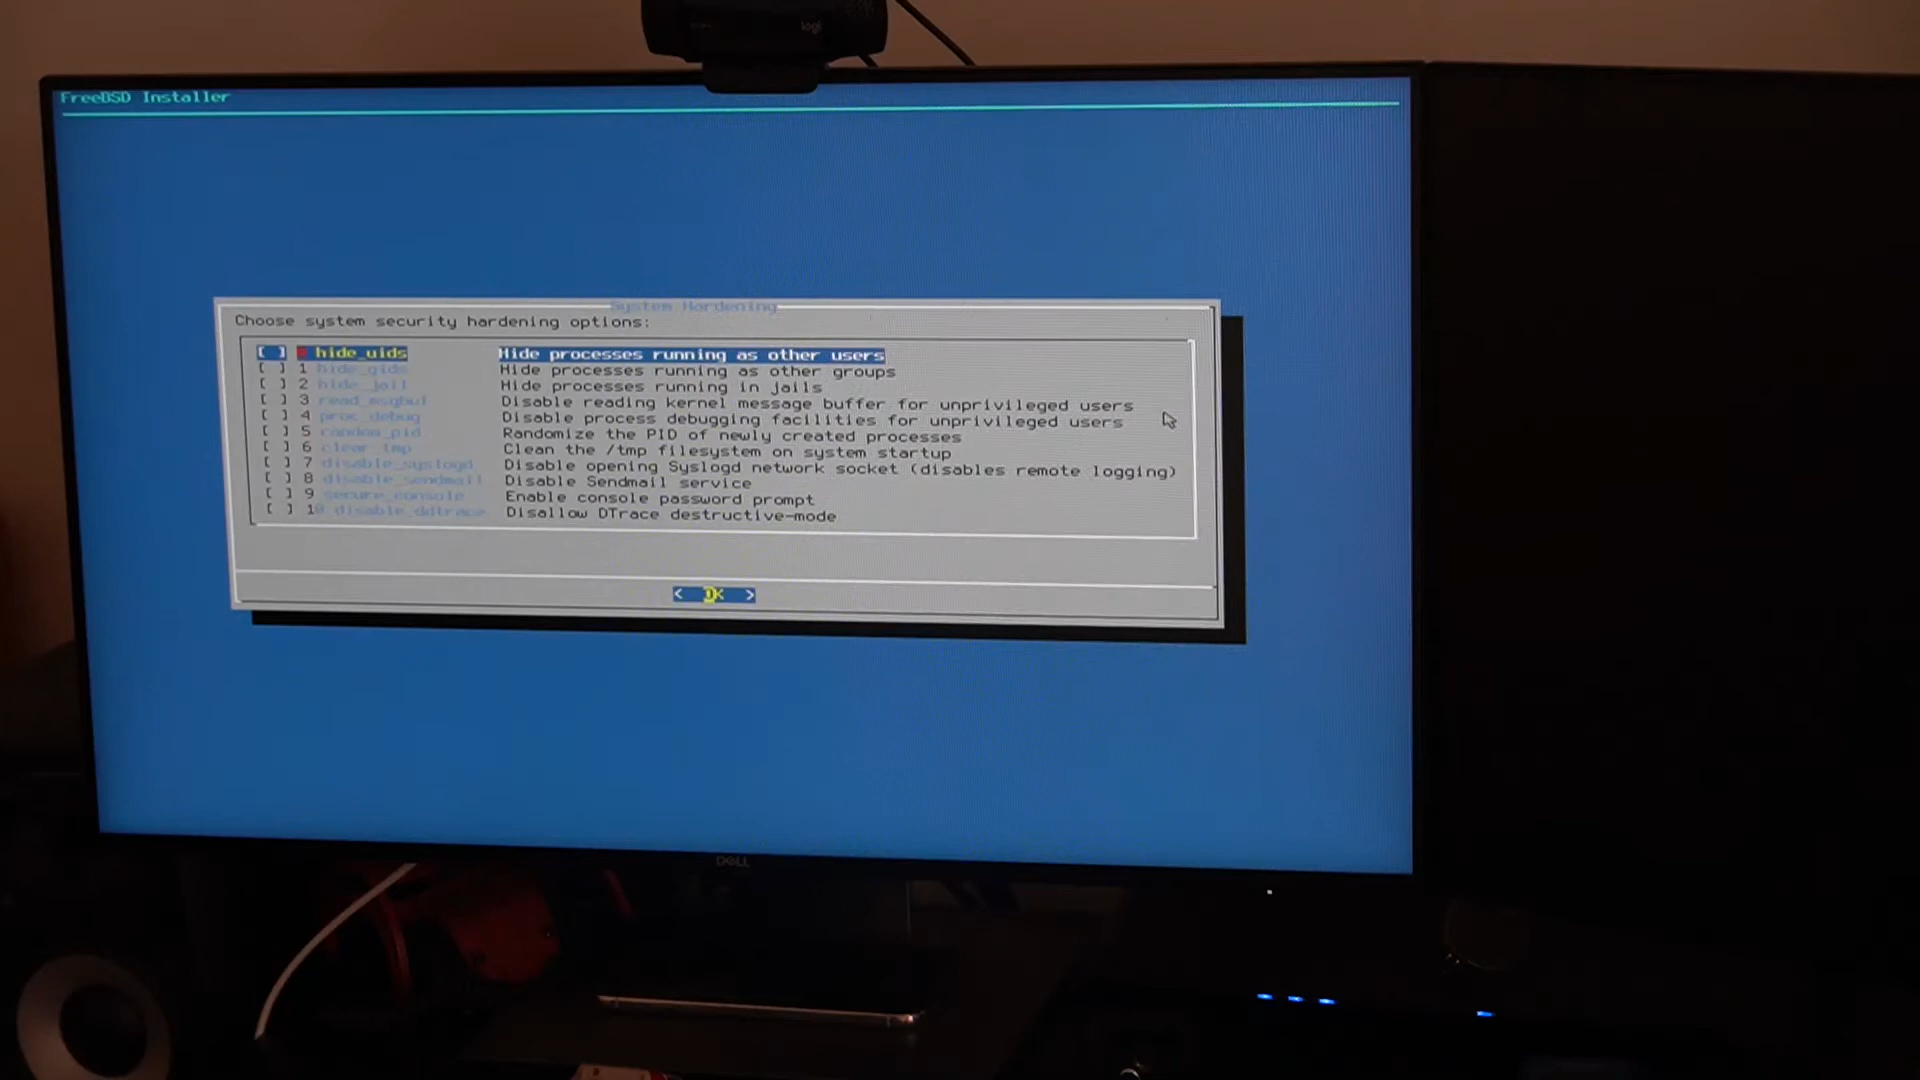 logi
FreeBSD Installer
System Hardening
Choose system security hardening options:
[ ] 0 hide_uids Hide processes running as other users
[ ] 1 hide_gids Hide processes running as other groups
[ ] 2 hide_jail Hide processes running in jails
[ ] 3 read_msgbuf Disable reading kernel message buffer for unprivileged users
[ ] 4 proc_debug Disable process debugging facilities for unprivileged users
[ ] 5 random_pid Randomize the PID of newly created processes
[ ] 6 clear_tmp Clean the /tmp filesystem on system startup
[ ] 7 disable_syslogd Disable opening Syslogd network socket (disables remote logging)
[ ] 8 disable_sendmail Disable Sendmail service
[ ] 9 secure_console Enable console password prompt
[ ] 10 disable_ddtrace Disallow DTrace destructive-mode
< OK >
DELL